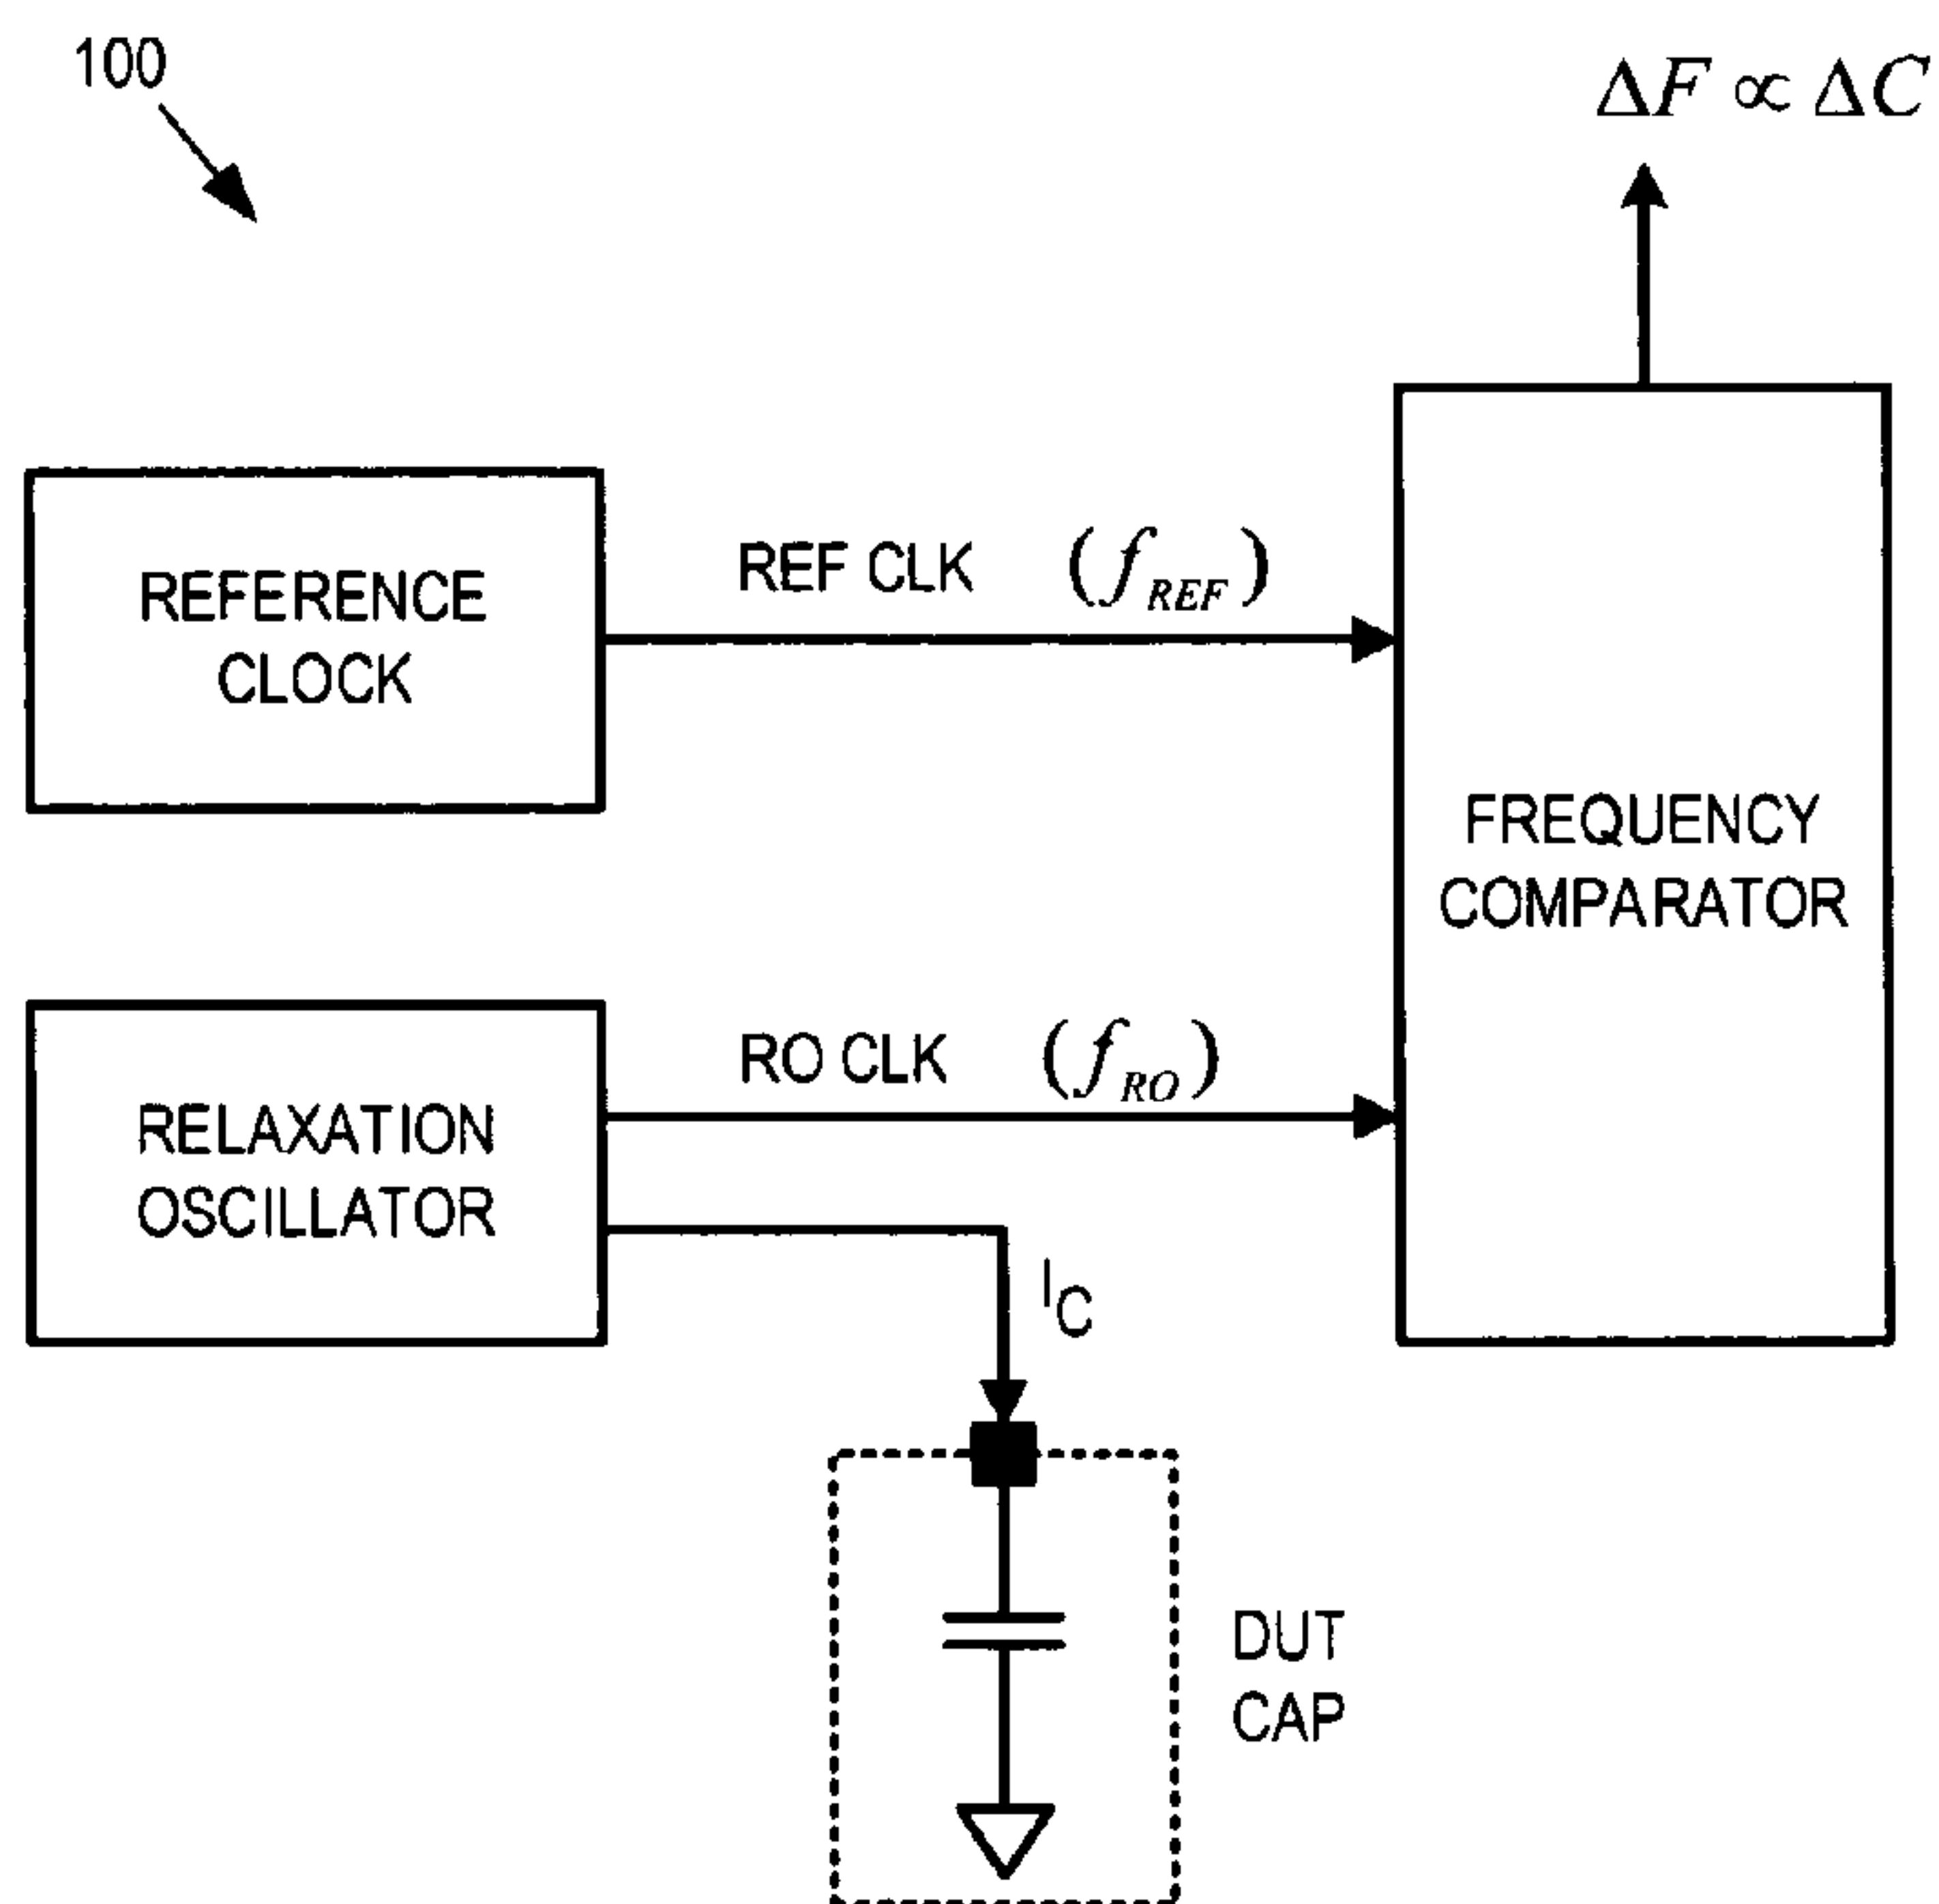 100
ΔF ∝ ΔC
REFERENCE
CLOCK
REF CLK (f_REF)
FREQUENCY
COMPARATOR
RELAXATION
OSCILLATOR
RO CLK (f_RO)
I_C
DUT
CAP